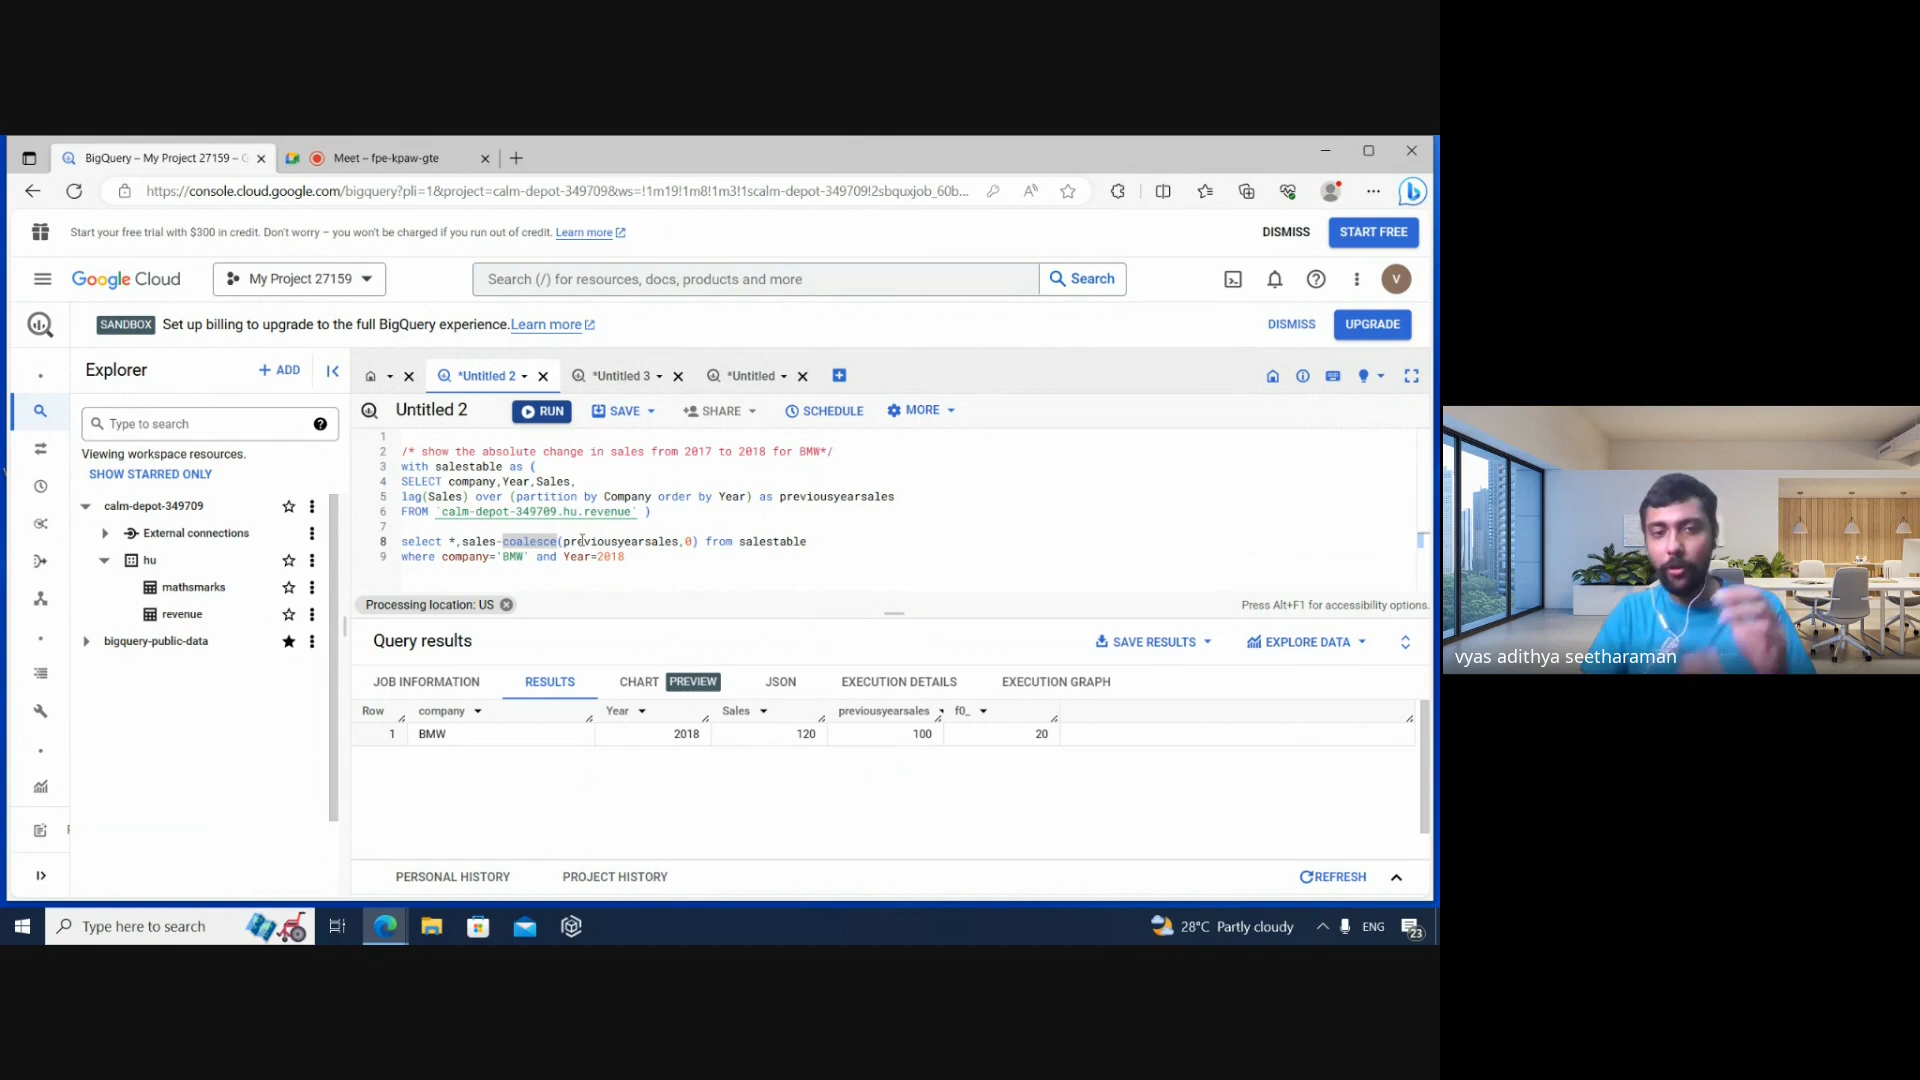 BigQuery – My Project 27159 – G
Meet – fpe-kpaw-gte
https://console.cloud.google.com/bigquery?pli=1&project=calm-depot-349709&ws=!1m19!1m8!1m3!1scalm-depot-349709!2sbquxjob_60b...
Start your free trial with $300 in credit. Don't worry – you won't be charged if you run out of credit. Learn more
DISMISS
START FREE
Google Cloud
My Project 27159
Search (/) for resources, docs, products and more
Search
V
SANDBOX Set up billing to upgrade to the full BigQuery experience. Learn more
DISMISS
UPGRADE
Explorer
+ ADD
Type to search
Viewing workspace resources.
SHOW STARRED ONLY
calm-depot-349709
External connections
hu
mathsmarks
revenue
bigquery-public-data
*Untitled 2
*Untitled 3
*Untitled
Untitled 2
RUN
SAVE
SHARE
SCHEDULE
MORE
1
2 /* show the absolute change in sales from 2017 to 2018 for BMW*/
3 with salestable as (
4 SELECT company,Year,Sales,
5 lag(Sales) over (partition by Company order by Year) as previousyearsales
6 FROM `calm-depot-349709.hu.revenue` )
7
8 select *,sales-coalesce(previousyearsales,0) from salestable
9 where company='BMW' and Year=2018
Processing location: US
Press Alt+F1 for accessibility options.
Query results
SAVE RESULTS
EXPLORE DATA
JOB INFORMATION
RESULTS
CHART PREVIEW
JSON
EXECUTION DETAILS
EXECUTION GRAPH
Row company Year Sales previousyearsales f0_
1 BMW 2018 120 100 20
PERSONAL HISTORY
PROJECT HISTORY
REFRESH
Type here to search
28°C Partly cloudy
ENG
23
vyas adithya seetharaman